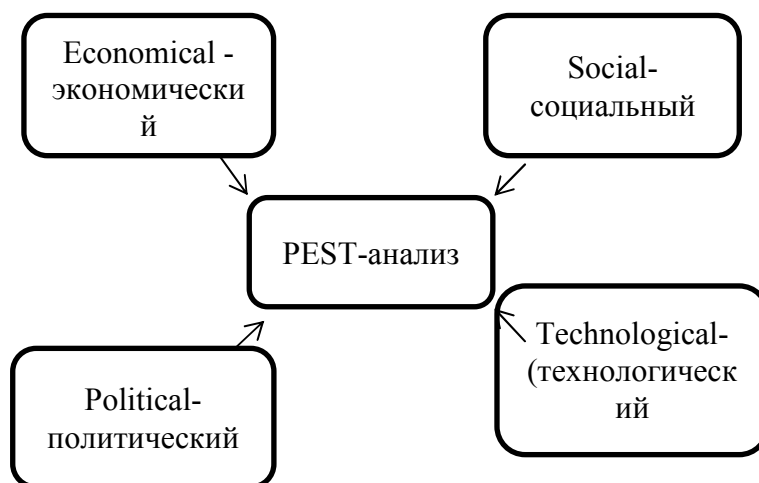 Economical -
экономически
й
Social-
социальный
PEST-анализ
Technological-
(технологическ
ий
Political-
политический